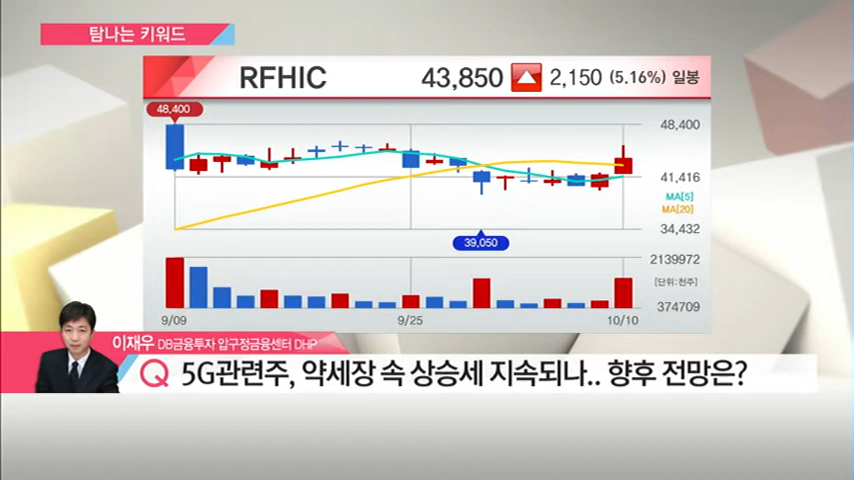 탐나는 키워드
RFHIC 43,850 2,150 (5.16%) 일봉
48,400
48,400
41,416
MA[5]
MA[20]
34,432
39,050
2139972
[단위:천주]
374709
9/09 9/25 10/10
이재우 DB금융투자 압구정금융센터 DHP
Q 5G관련주, 약세장 속 상승세 지속되나.. 향후 전망은?